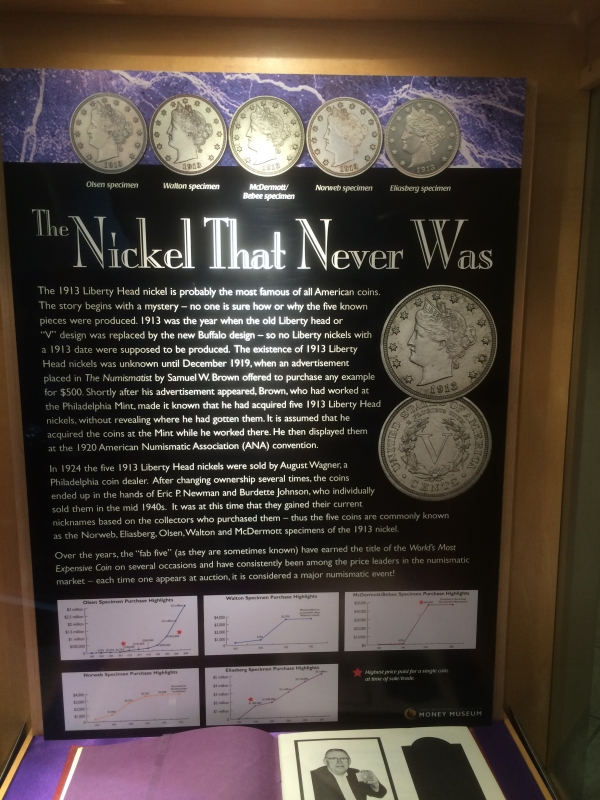 Olsen specimen
Walton specimen
McDermott/
Bebee specimen
Norweb specimen
Eliasberg specimen
The Nickel That Never Was
The 1913 Liberty Head nickel is probably the most famous of all American coins.
The story begins with a mystery – no one is sure how or why the five known
pieces were produced. 1913 was the year when the old Liberty head or
"V" design was replaced by the new Buffalo design – so no Liberty nickels with
a 1913 date were supposed to be produced. The existence of 1913 Liberty
Head nickels was unknown until December 1919, when an advertisement
placed in The Numismatist by Samuel W. Brown offered to purchase any example
for $500. Shortly after his advertisement appeared, Brown, who had worked at
the Philadelphia Mint, made it known that he had acquired five 1913 Liberty Head
nickels, without revealing where he had gotten them. It is assumed that he
acquired the coins at the Mint while he worked there. He then displayed them
at the 1920 American Numismatic Association (ANA) convention.
In 1924 the five 1913 Liberty Head nickels were sold by August Wagner, a
Philadelphia coin dealer. After changing ownership several times, the coins
ended up in the hands of Eric P. Newman and Burdette Johnson, who individually
sold them in the mid 1940s. It was at this time that they gained their current
nicknames based on the collectors who purchased them – thus the five coins are commonly known
as the Norweb, Eliasberg, Olsen, Walton and McDermott specimens of the 1913 nickel.
Over the years, the "fab five" (as they are sometimes known) have earned the title of the World's Most
Expensive Coin on several occasions and have consistently been among the price leaders in the numismatic
market – each time one appears at auction, it is considered a major numismatic event!
1913
UNITED STATES OF AMERICA
V
CENTS
Olsen Specimen Purchase Highlights
Walton Specimen Purchase Highlights
McDermott/Bebee Specimen Purchase Highlights
Norweb Specimen Purchase Highlights
Eliasberg Specimen Purchase Highlights
Highest price paid for a single coin
at time of sale/trade.
MONEY MUSEUM